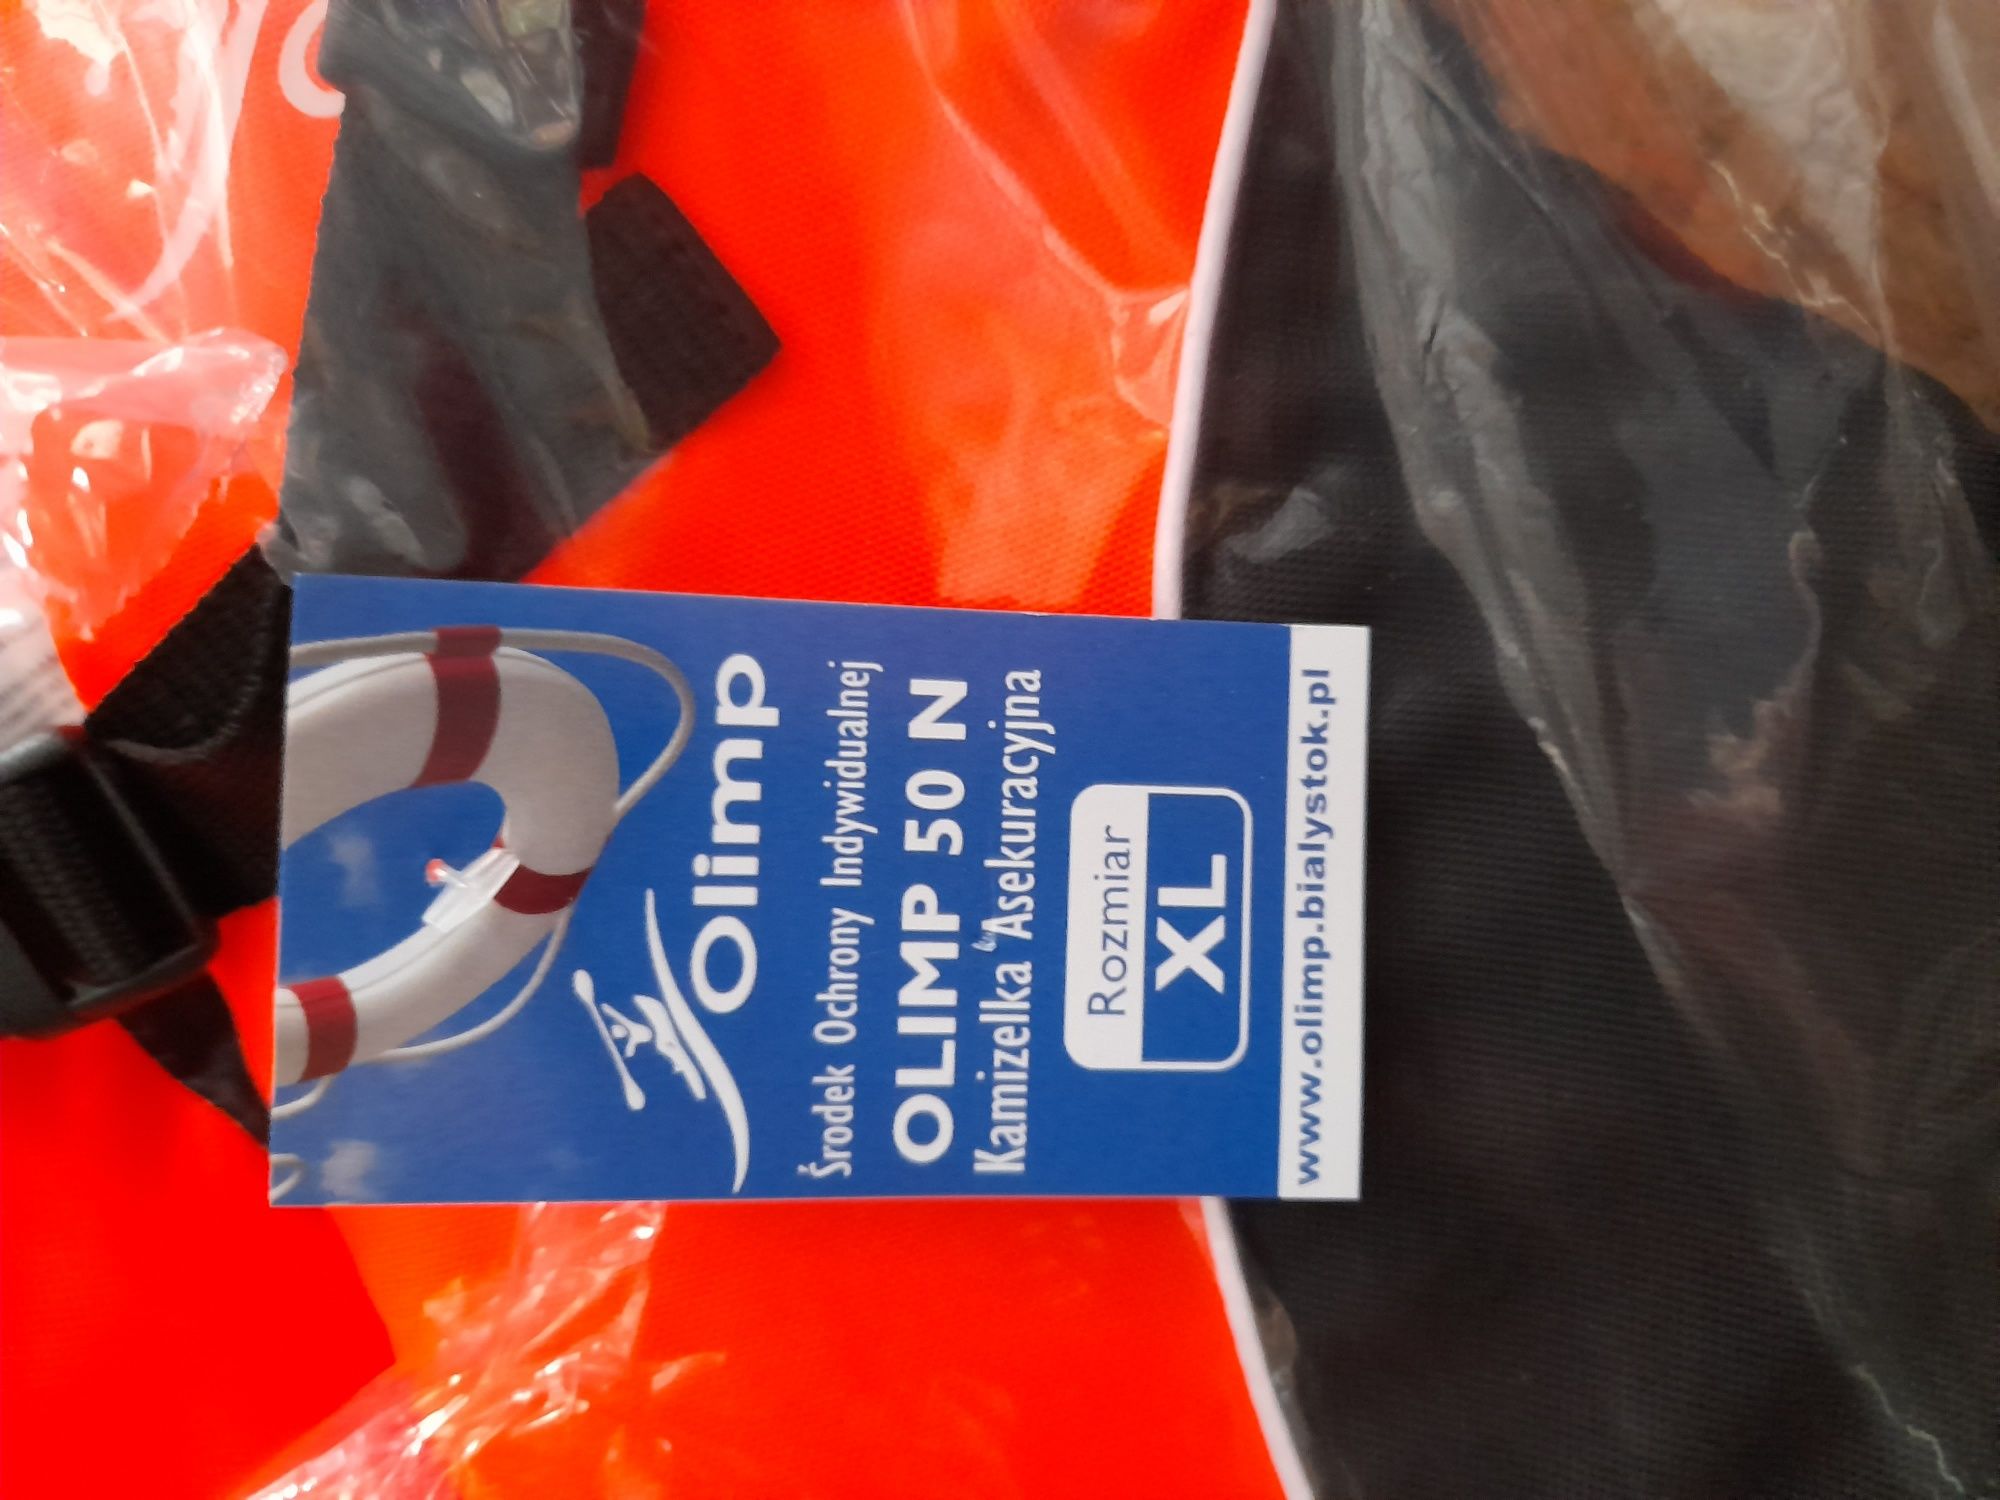 Olimp
Środek Ochrony Indywidualnej
OLIMP 50 N
Kamizelka "Asekuracyjna
Rozmiar
XL
www.olimp.bialystok.pl